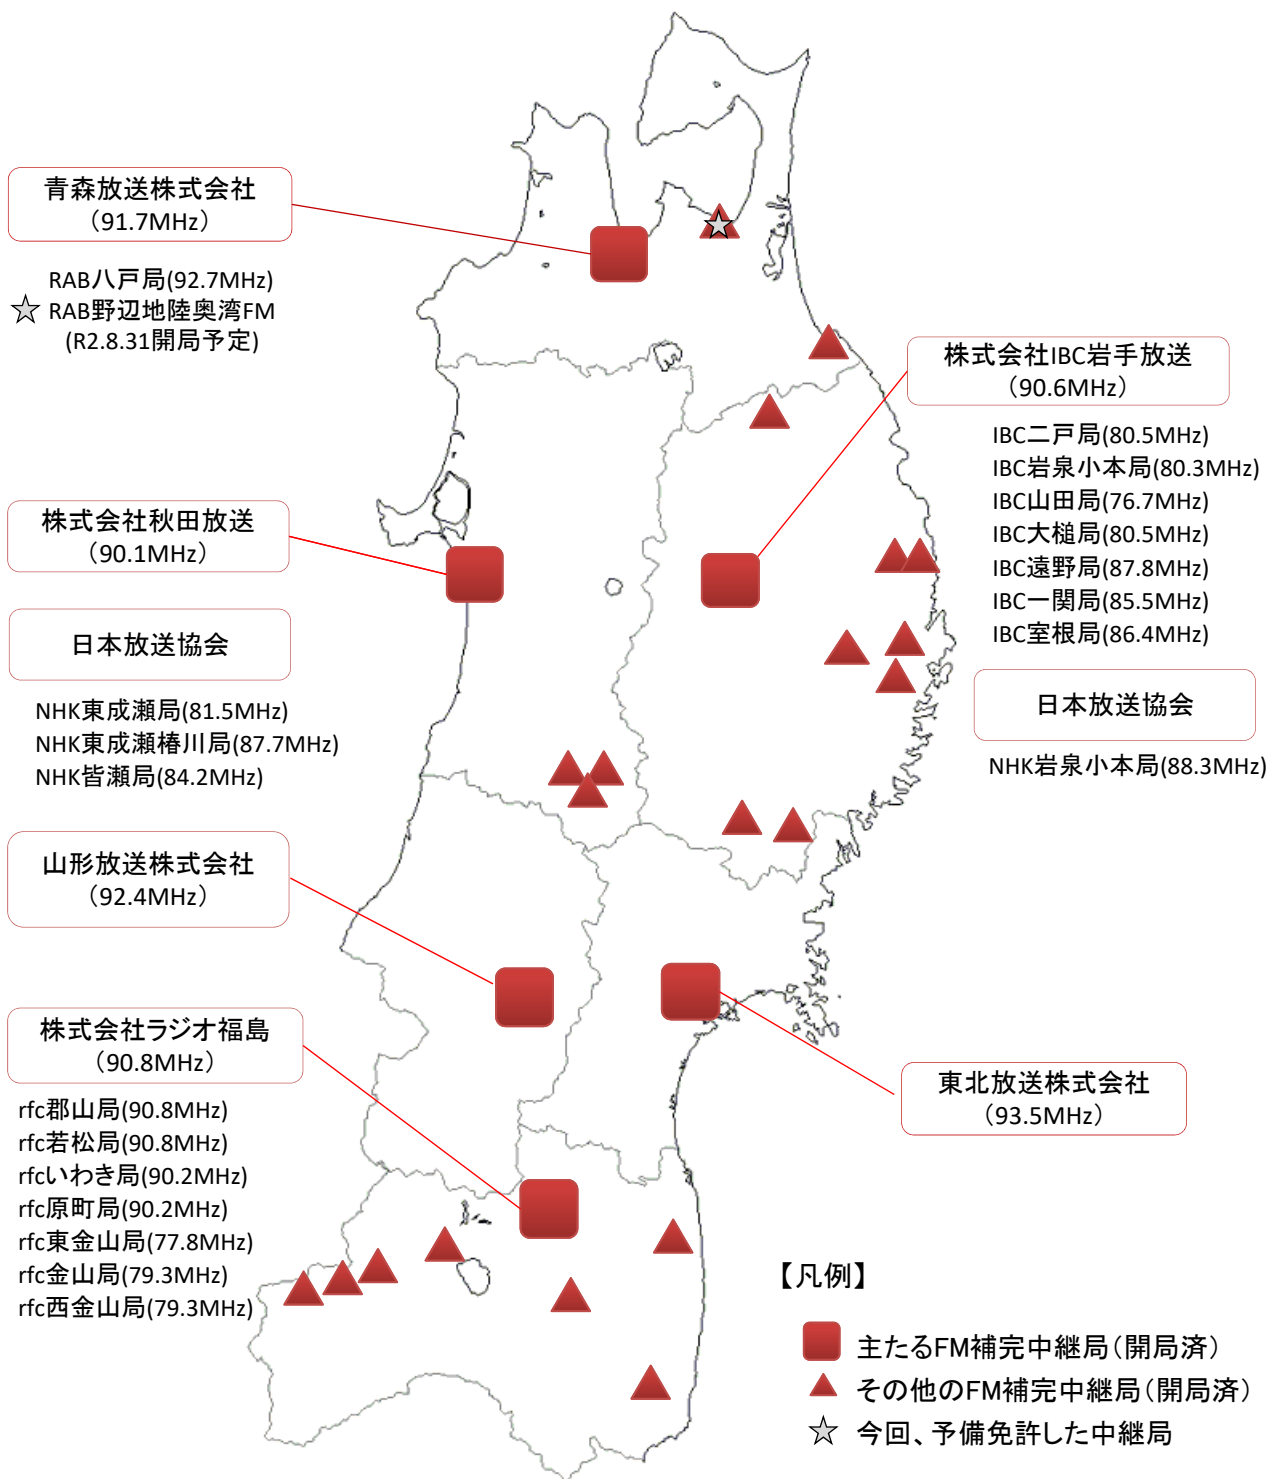 青森放送株式会社
（91.7MHz）
RAB八戸局(92.7MHz)
RAB野辺地陸奥湾FM
(R2.8.31開局予定)
株式会社IBC岩手放送
（90.6MHz）
IBC二戸局(80.5MHz)
IBC岩泉小本局(80.3MHz)
IBC山田局(76.7MHz)
IBC大槌局(80.5MHz)
IBC遠野局(87.8MHz)
IBC一関局(85.5MHz)
IBC室根局(86.4MHz)
株式会社秋田放送
（90.1MHz）
日本放送協会
NHK東成瀬局(81.5MHz)
NHK東成瀬椿川局(87.7MHz)
NHK皆瀬局(84.2MHz)
日本放送協会
NHK岩泉小本局(88.3MHz)
山形放送株式会社
（92.4MHz）
株式会社ラジオ福島
（90.8MHz）
rfc郡山局(90.8MHz)
rfc若松局(90.8MHz)
rfcいわき局(90.2MHz)
rfc原町局(90.2MHz)
rfc東金山局(77.8MHz)
rfc金山局(79.3MHz)
rfc西金山局(79.3MHz)
東北放送株式会社
（93.5MHz）
【凡例】
主たるFM補完中継局（開局済）
その他のFM補完中継局（開局済）
今回、予備免許した中継局